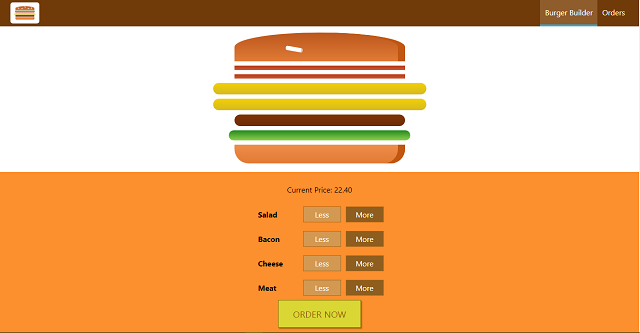 Burger Builder Orders
Current Price: 22.40
Salad Less More
Bacon Less More
Cheese Less More
Meat Less More
ORDER NOW